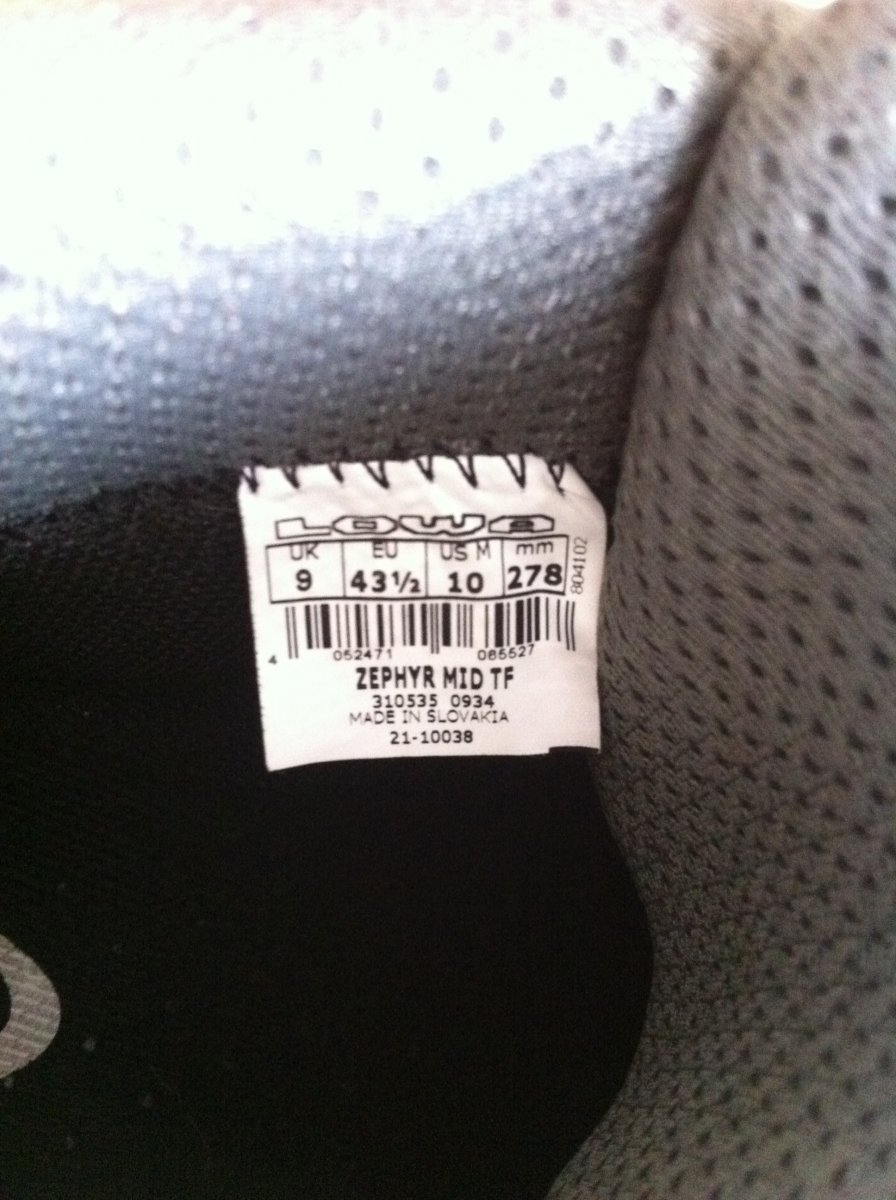 LOWA
UK EU US M mm
9 43½ 10 278
804102
4 052471 085527
ZEPHYR MID TF
310535 0934
MADE IN SLOVAKIA
21-10038